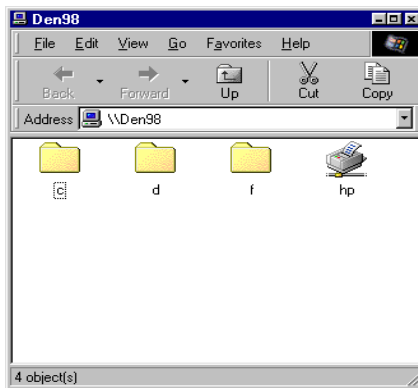 Den98
File Edit View Go Favorites Help
Back Forward Up Cut Copy
Address \\Den98
c d f hp
4 object(s)